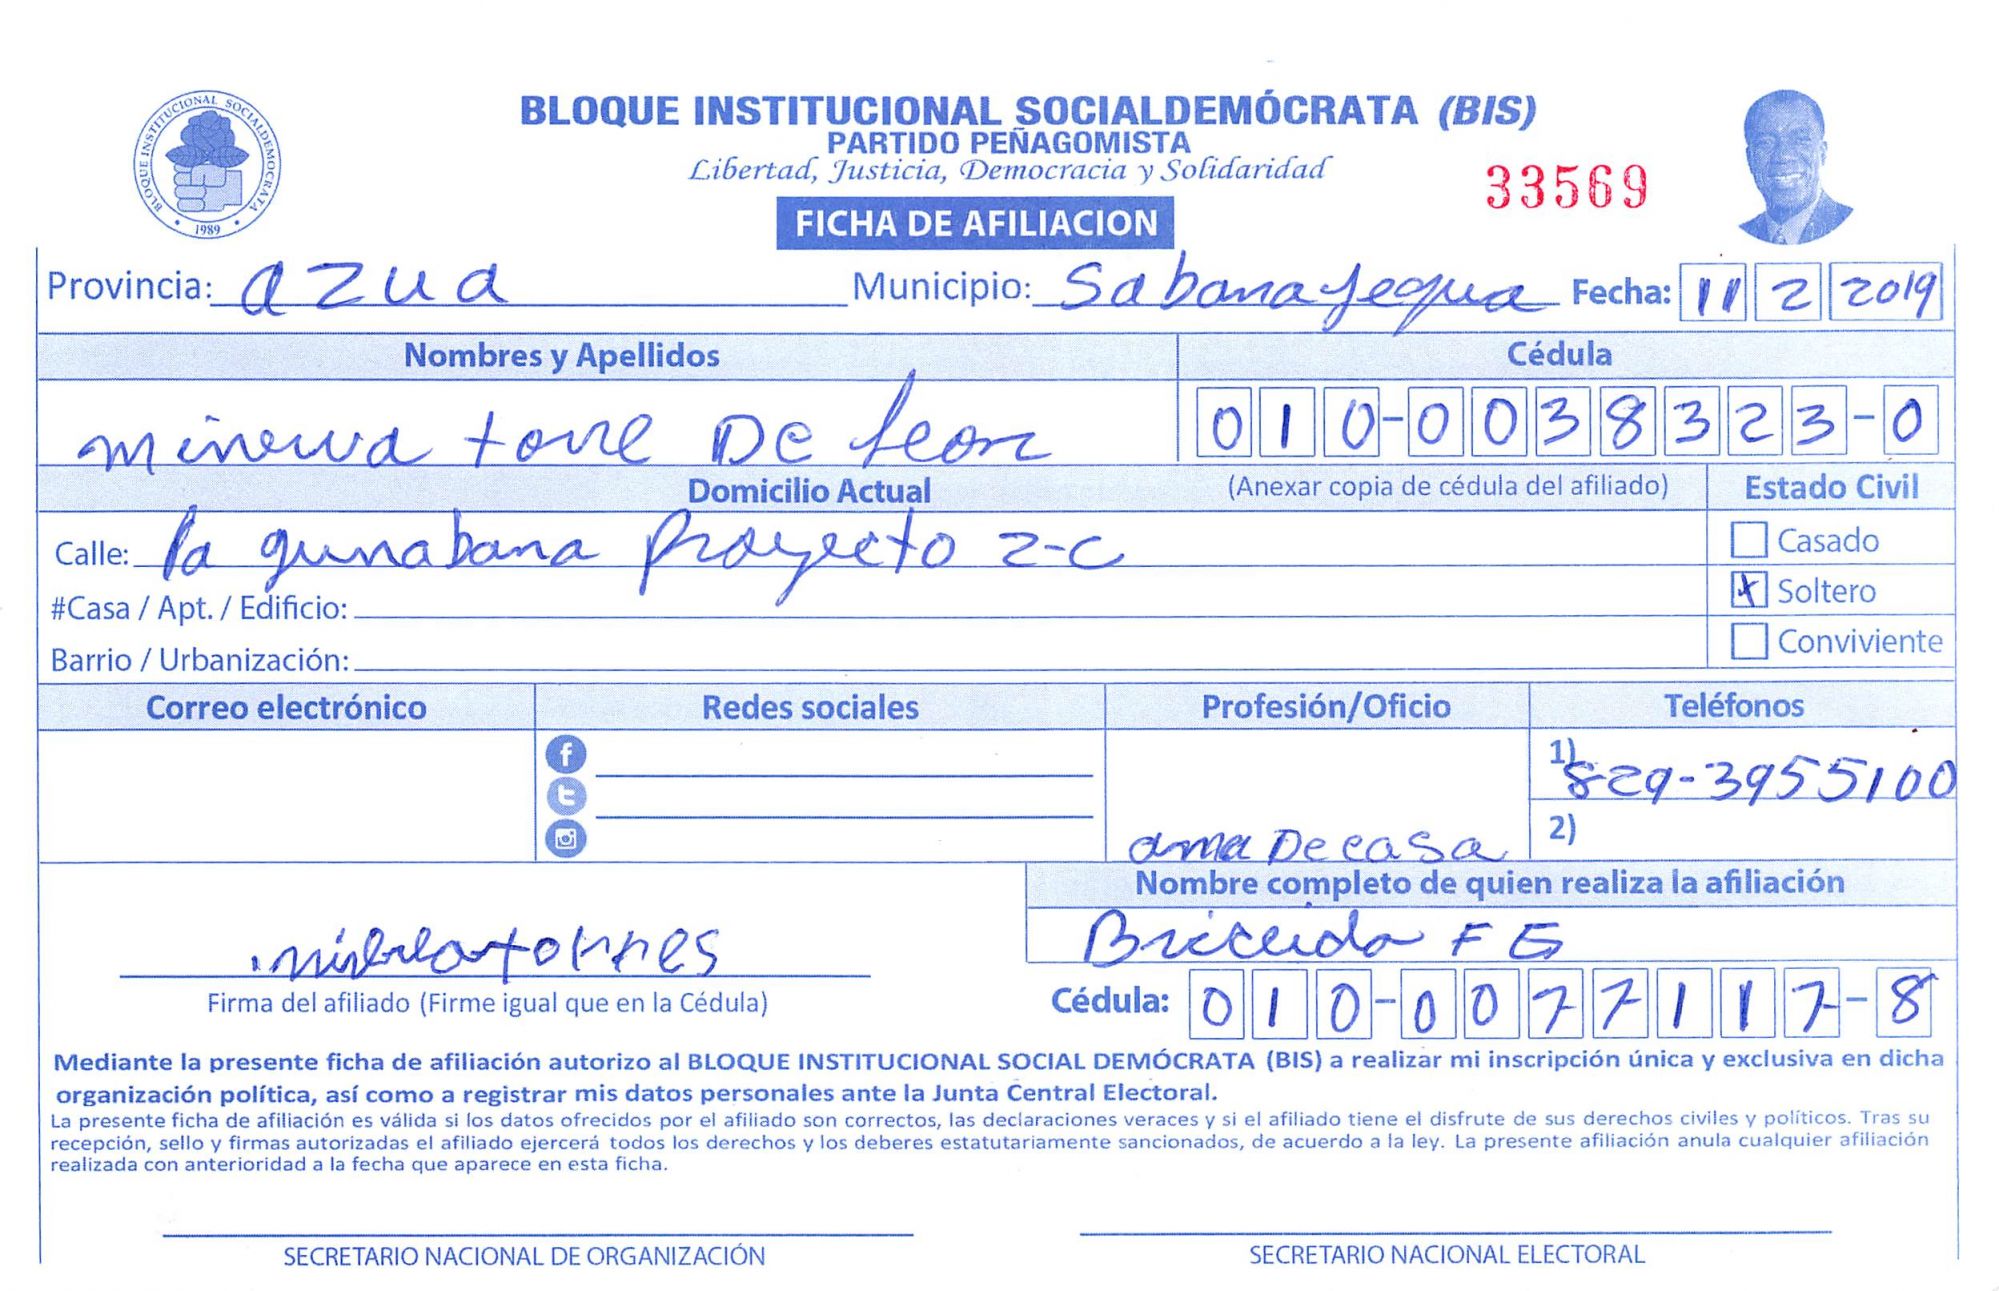 BLOQUE INSTITUCIONAL SOCIALDEMÓCRATA (BIS)
PARTIDO PEÑAGOMISTA
Libertad, Justicia, Democracia y Solidaridad
33569
BLOQUE INSTITUCIONAL SOCIALDEMOCRATA
1989
FICHA DE AFILIACION
Provincia: azua Municipio: Sabana yegua Fecha: 11 2 2019
Nombres y Apellidos Cédula
minerva torre De leon 010-0038323-0
Domicilio Actual (Anexar copia de cédula del afiliado) Estado Civil
Calle: la gunabana proyecto 2-C
Casado
#Casa / Apt. / Edificio:
x Soltero
Barrio / Urbanización:
Conviviente
Correo electrónico Redes sociales Profesión/Oficio Teléfonos
1) 829-3955100
2)
ama De casa
Nombre completo de quien realiza la afiliación
torres
Briceida F G
Firma del afiliado (Firme igual que en la Cédula) Cédula: 010-0077117-8
Mediante la presente ficha de afiliación autorizo al BLOQUE INSTITUCIONAL SOCIAL DEMÓCRATA (BIS) a realizar mi inscripción única y exclusiva en dicha
organización política, así como a registrar mis datos personales ante la Junta Central Electoral.
La presente ficha de afiliación es válida si los datos ofrecidos por el afiliado son correctos, las declaraciones veraces y si el afiliado tiene el disfrute de sus derechos civiles y políticos. Tras su
recepción, sello y firmas autorizadas el afiliado ejercerá todos los derechos y los deberes estatutariamente sancionados, de acuerdo a la ley. La presente afiliación anula cualquier afiliación
realizada con anterioridad a la fecha que aparece en esta ficha.
SECRETARIO NACIONAL DE ORGANIZACIÓN SECRETARIO NACIONAL ELECTORAL